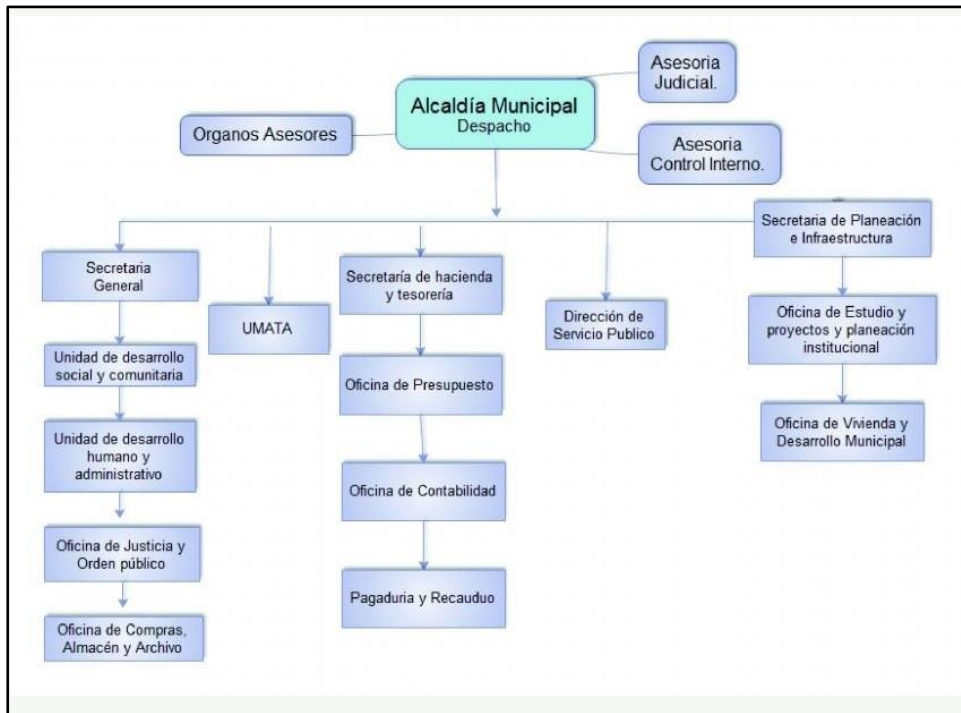 Asesoria
Judicial.
Alcaldía Municipal
Despacho
Organos Asesores
Asesoria
Control Interno.
Secretaria de Planeación
e Infraestructura
Secretaria
General
Secretaría de hacienda
y tesorería
UMATA
Dirección de
Servicio Publico
Oficina de Estudio y
proyectos y planeación
institucional
Unidad de desarrollo
social y comunitaria
Oficina de Presupuesto
Oficina de Vivienda y
Desarrollo Municipal
Unidad de desarrollo
humano y
administrativo
Oficina de Contabilidad
Oficina de Justicia y
Orden público
Pagaduria y Recauduo
Oficina de Compras,
Almacén y Archivo